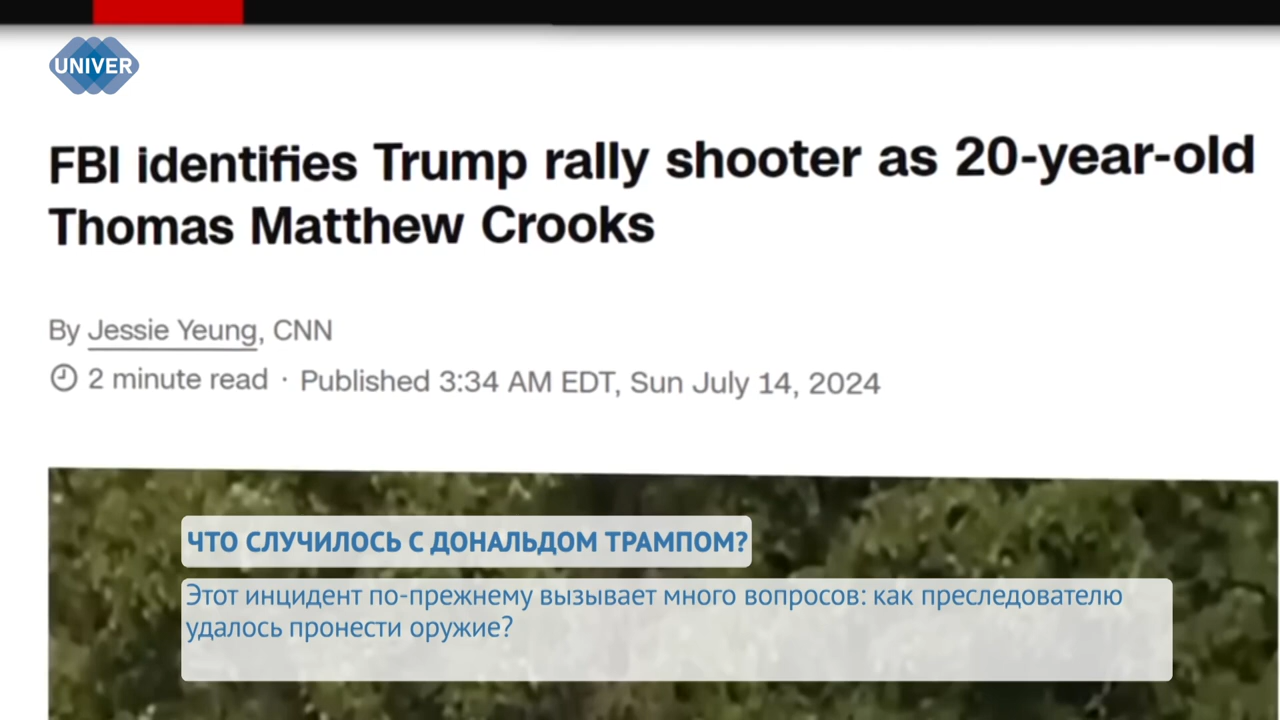 UNIVER
FBI identifies Trump rally shooter as 20-year-old
Thomas Matthew Crooks
By Jessie Yeung, CNN
2 minute read · Published 3:34 AM EDT, Sun July 14, 2024
ЧТО СЛУЧИЛОСЬ С ДОНАЛЬДОМ ТРАМПОМ?
Этот инцидент по-прежнему вызывает много вопросов: как преследователю
удалось пронести оружие?